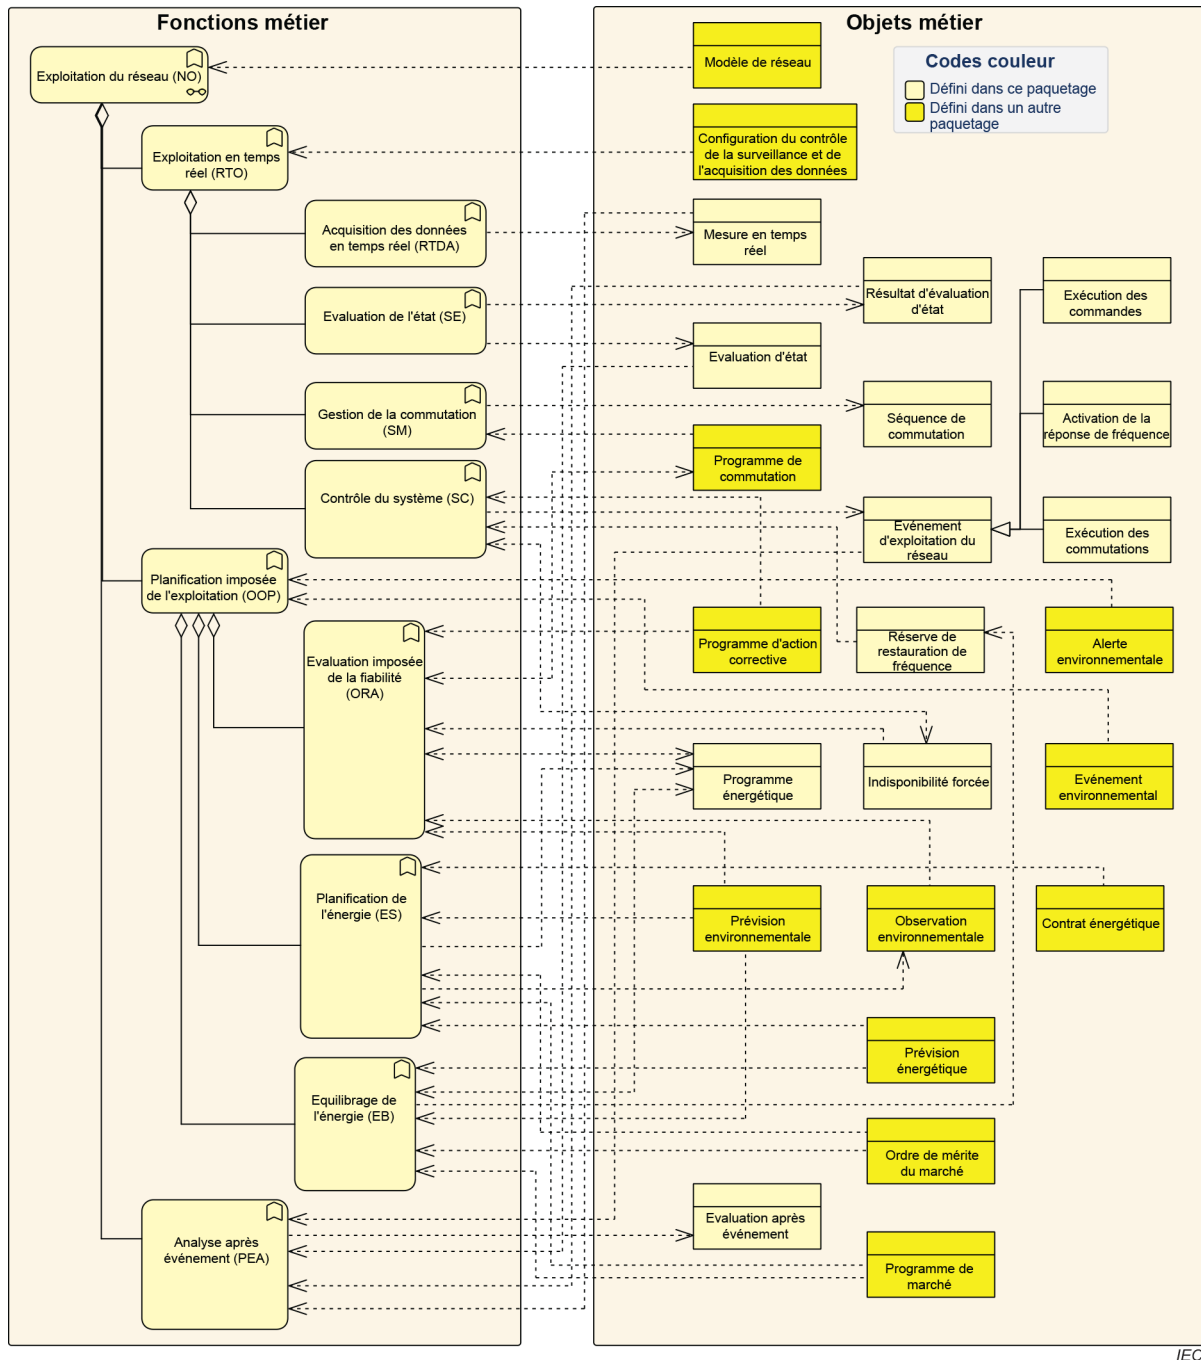 Fonctions métier
Exploitation du réseau (NO)
Exploitation en temps
réel (RTO)
Acquisition des données
en temps réel (RTDA)
Evaluation de l'état (SE)
Gestion de la commutation
(SM)
Contrôle du système (SC)
Planification imposée
de l'exploitation (OOP)
Evaluation imposée
de la fiabilité
(ORA)
Planification de
l'énergie (ES)
Equilibrage de
l'énergie (EB)
Analyse après
événement (PEA)
Objets métier
Codes couleur
Défini dans ce paquetage
Défini dans un autre
paquetage
Modèle de réseau
Configuration du contrôle
de la surveillance et de
l'acquisition des données
Mesure en temps
réel
Résultat d'évaluation
d'état
Exécution des
commandes
Evaluation d'état
Séquence de
commutation
Activation de la
réponse de fréquence
Programme de
commutation
Evénement
d'exploitation du
réseau
Exécution des
commutations
Programme d'action
corrective
Réserve de
restauration de
fréquence
Alerte
environnementale
Programme
énergétique
Indisponibilité forcée
Evénement
environnemental
Prévision
environnementale
Observation
environnementale
Contrat énergétique
Prévision
énergétique
Ordre de mérite
du marché
Evaluation après
événement
Programme de
marché
IEC